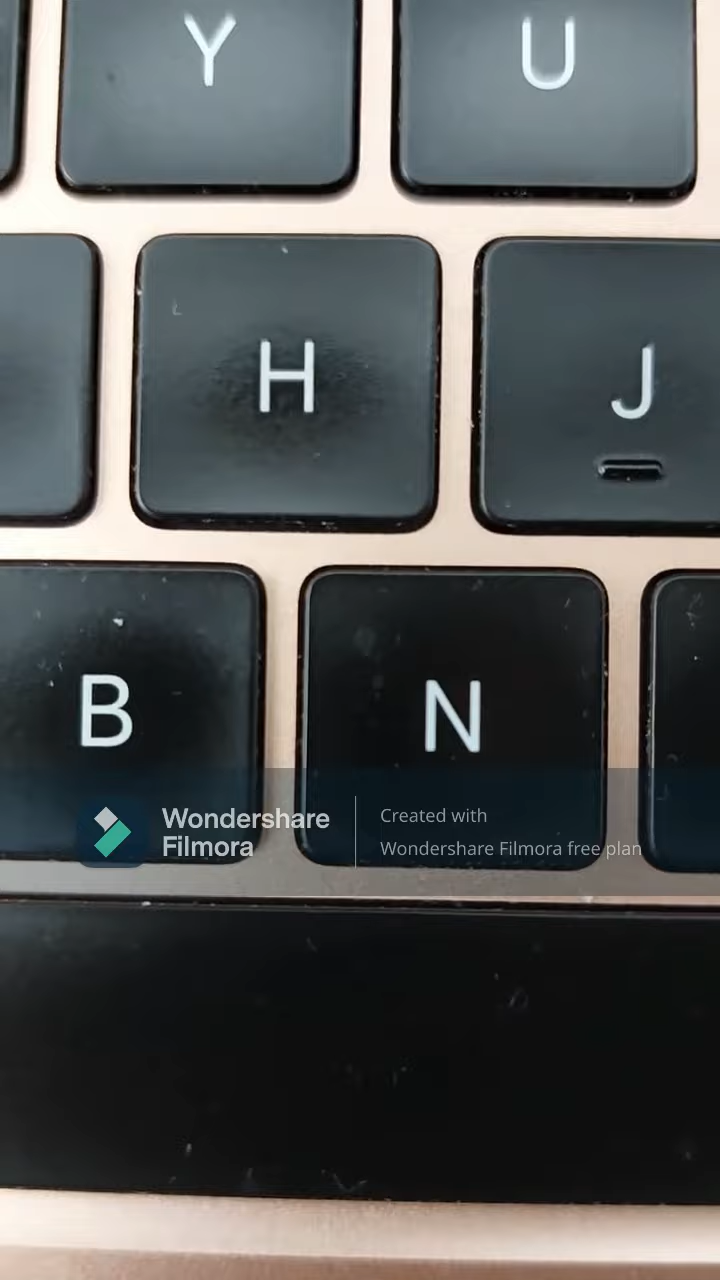 Y U
H J
B N
Wondershare
Filmora
Created with
Wondershare Filmora free plan